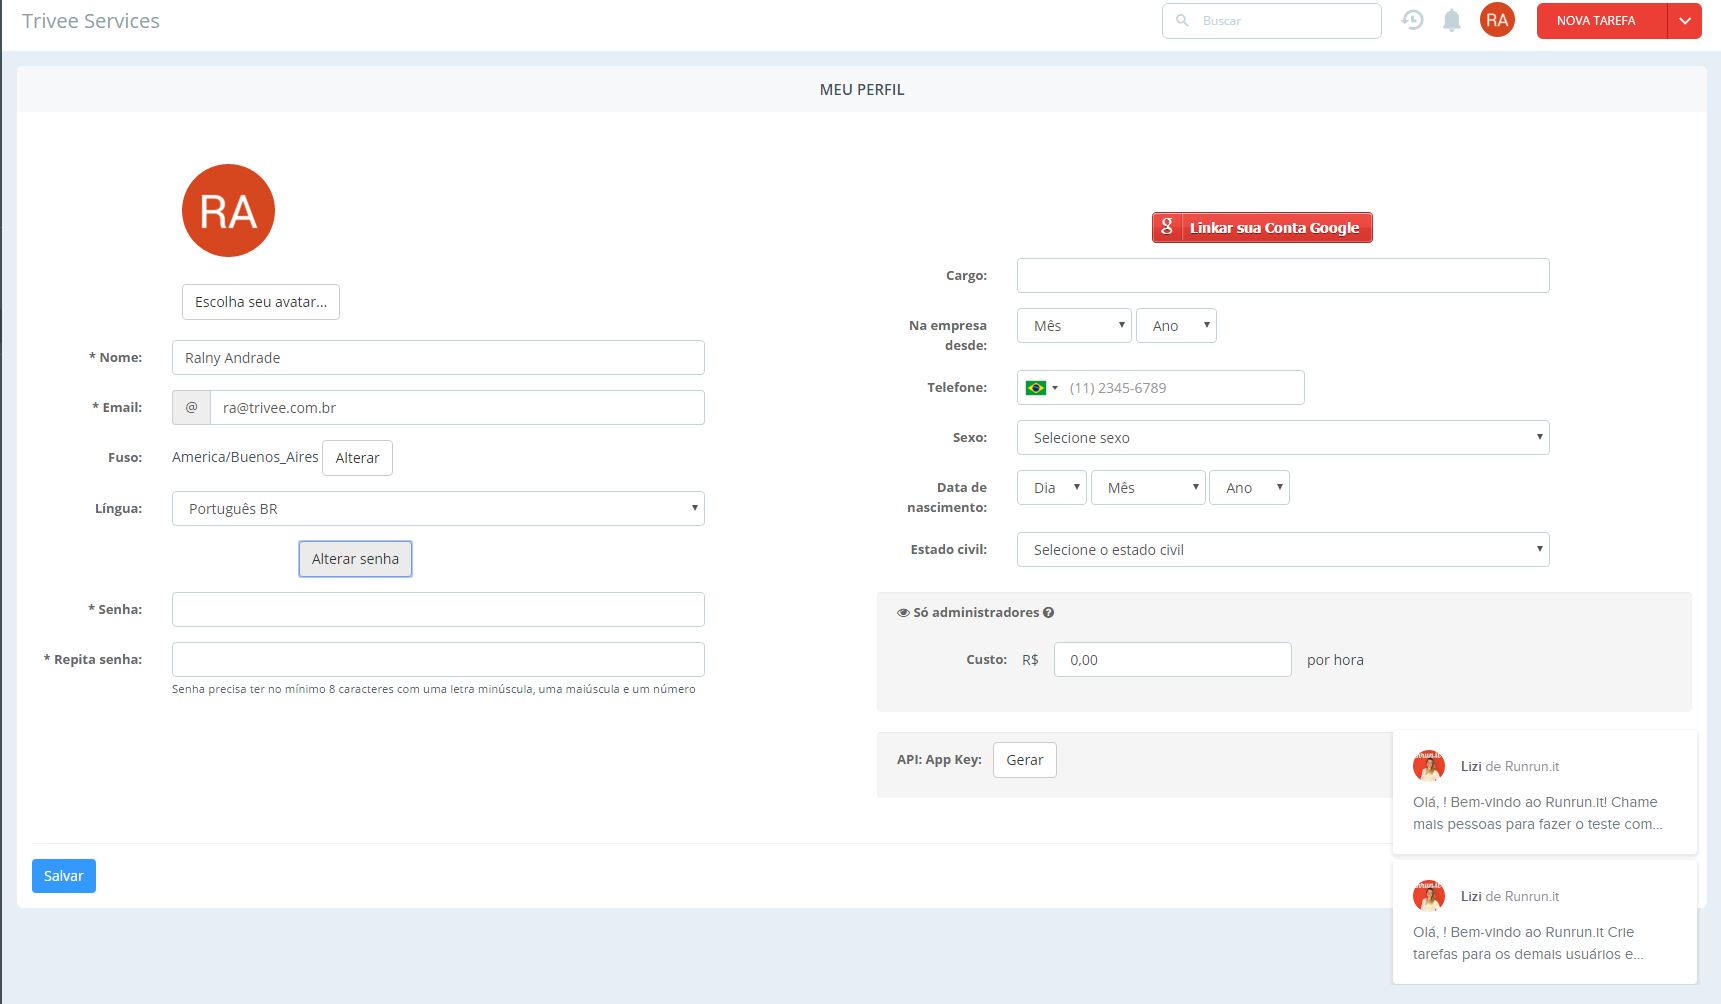 Trivee Services
Buscar
RA
NOVA TAREFA
MEU PERFIL
RA
Escolha seu avatar...
* Nome:
Ralny Andrade
* Email:
@
ra@trivee.com.br
Fuso:
America/Buenos_Aires
Alterar
Língua:
Português BR
Alterar senha
* Senha:
* Repita senha:
Senha precisa ter no mínimo 8 caracteres com uma letra minúscula, uma maiúscula e um número
8 Linkar sua Conta Google
Cargo:
Na empresa
desde:
Mês
Ano
Telefone:
(11) 2345-6789
Sexo:
Selecione sexo
Data de
nascimento:
Dia
Mês
Ano
Estado civil:
Selecione o estado civil
Só administradores
Custo:
R$
0,00
por hora
API: App Key:
Gerar
Salvar
Lizi de Runrun.it
Olá, ! Bem-vindo ao Runrun.it! Chame
mais pessoas para fazer o teste com...
Lizi de Runrun.it
Olá, ! Bem-vindo ao Runrun.it Crie
tarefas para os demais usuários e...